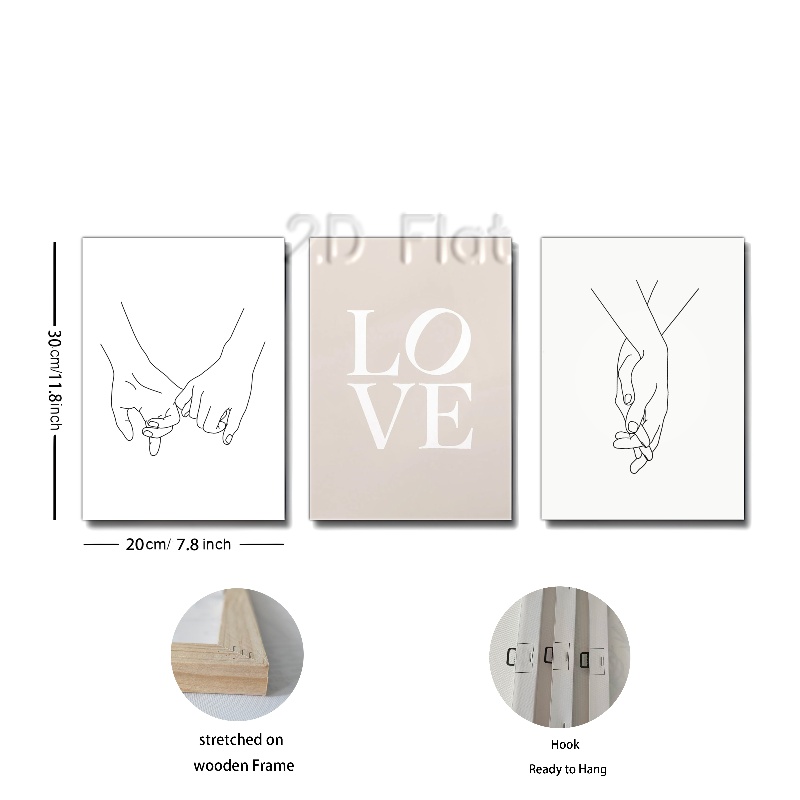 2D Flat
30cm/11.8inch
LO
VE
20cm/ 7.8 inch
stretched on
wooden Frame
Hook
Ready to Hang